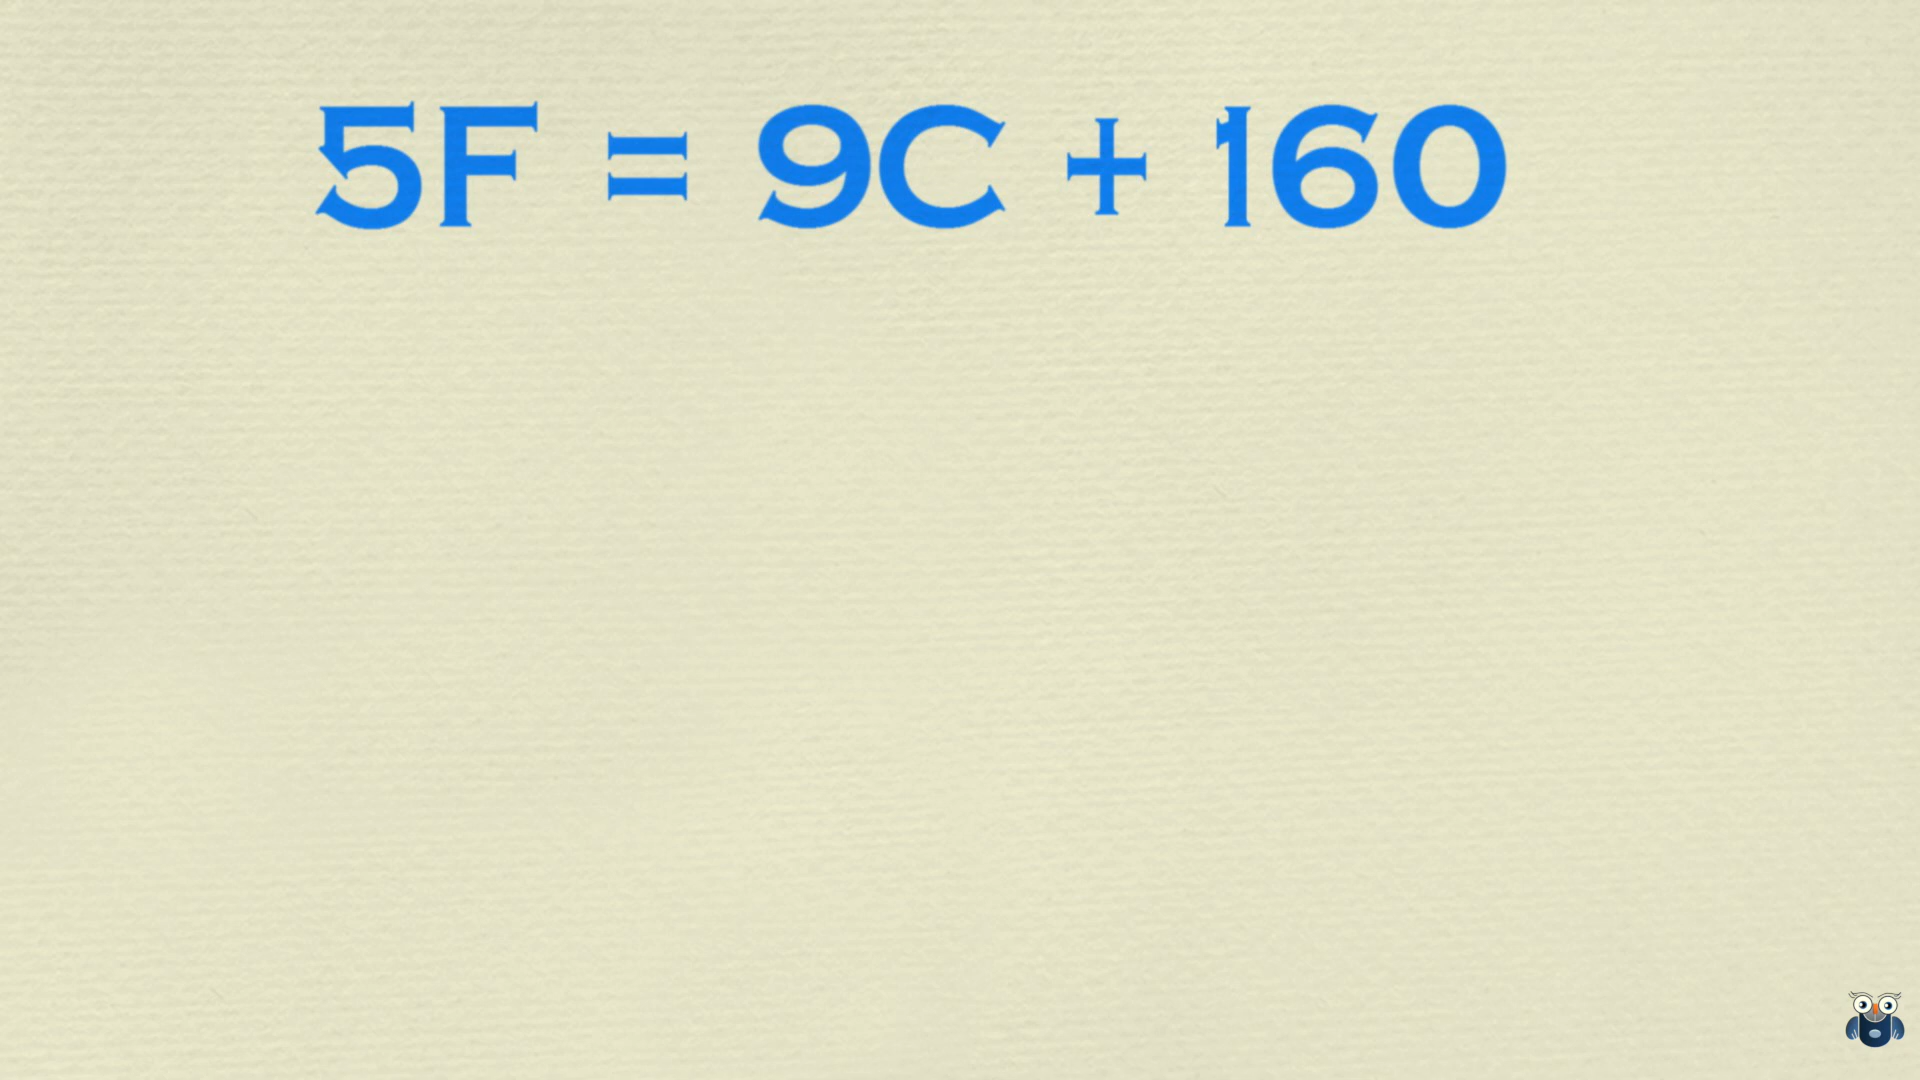 5F = 9C + 160